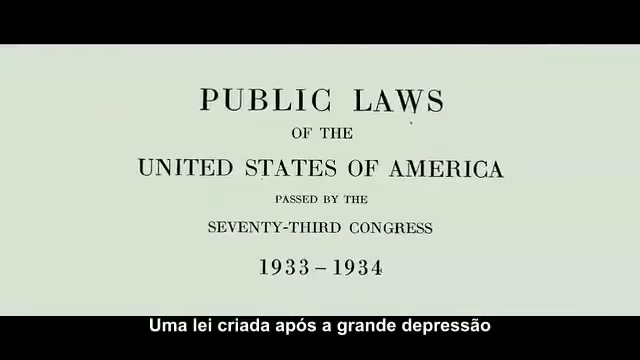 PUBLIC LAWS
OF THE
UNITED STATES OF AMERICA
PASSED BY THE
SEVENTY-THIRD CONGRESS
1933-1934
Uma lei criada após a grande depressão